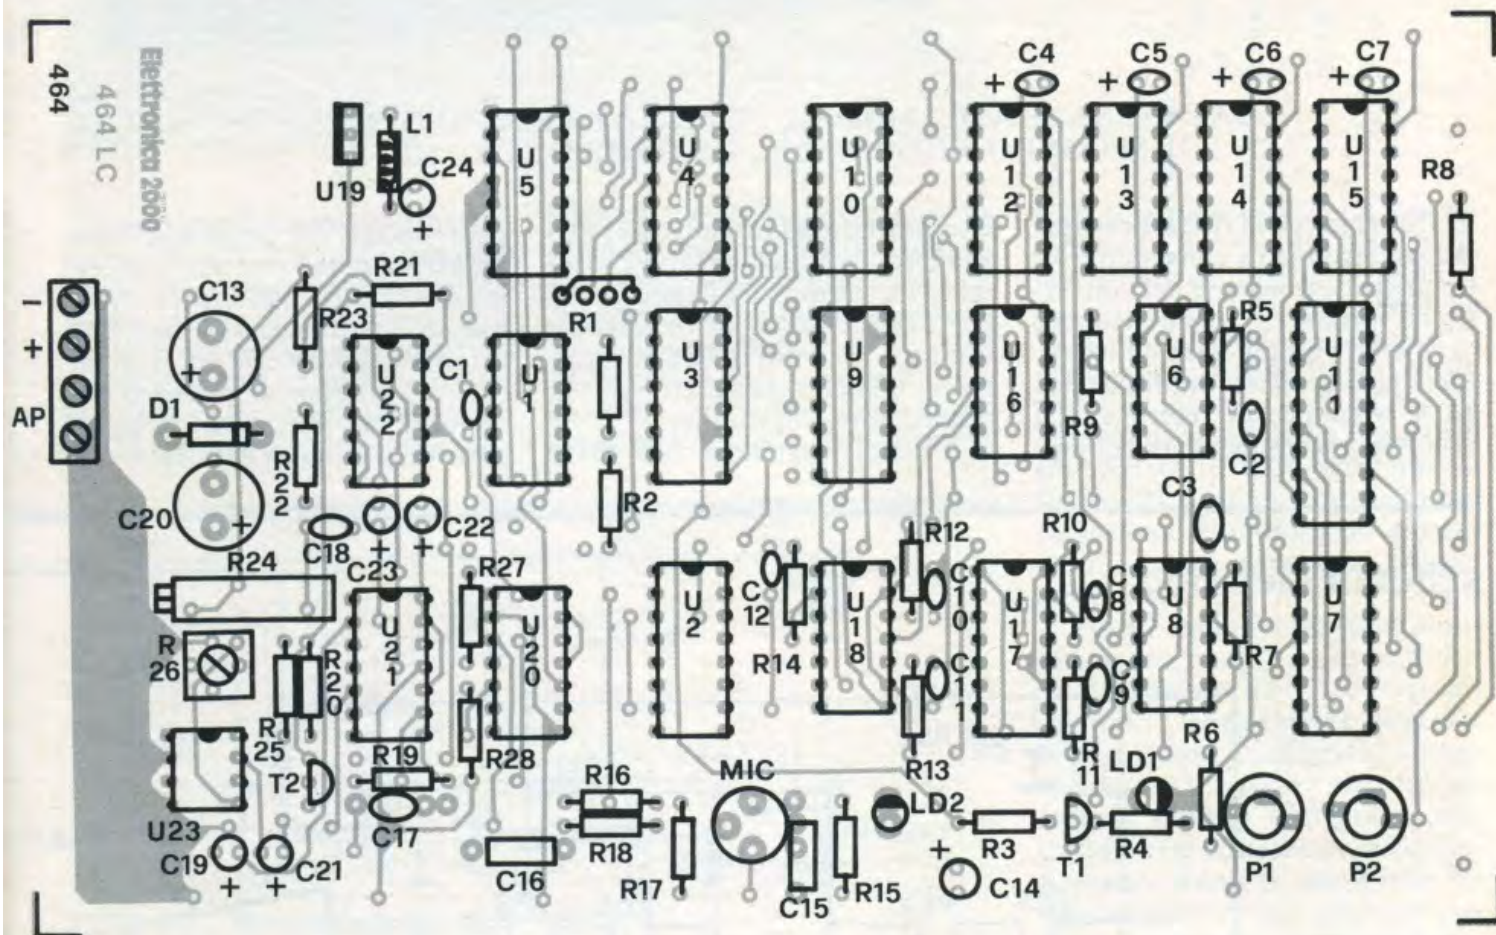 464
464 LC
Elettronica 2000
C4
C5
C6
C7
+
+
+
+
L1
C24
+
U19
U5
U4
U10
U12
U13
U14
U15
R8
-
+
AP
C13
+
R21
R23
R1
D1
C20
+
R22
U22
C1
U1
U3
U9
U16
R9
U6
R5
U11
C2
C3
R2
C18
C23
+
C22
+
R24
R27
R12
R10
R26
R25
R20
U21
U20
U2
C12
R14
U18
C10
C11
U17
C8
C9
U8
R7
U7
R28
R19
T2
C17
U23
C19
+
C21
+
R16
R18
C16
R17
MIC
C15
R15
LD2
R13
R11
LD1
R6
+
C14
R3
T1
R4
P1
P2